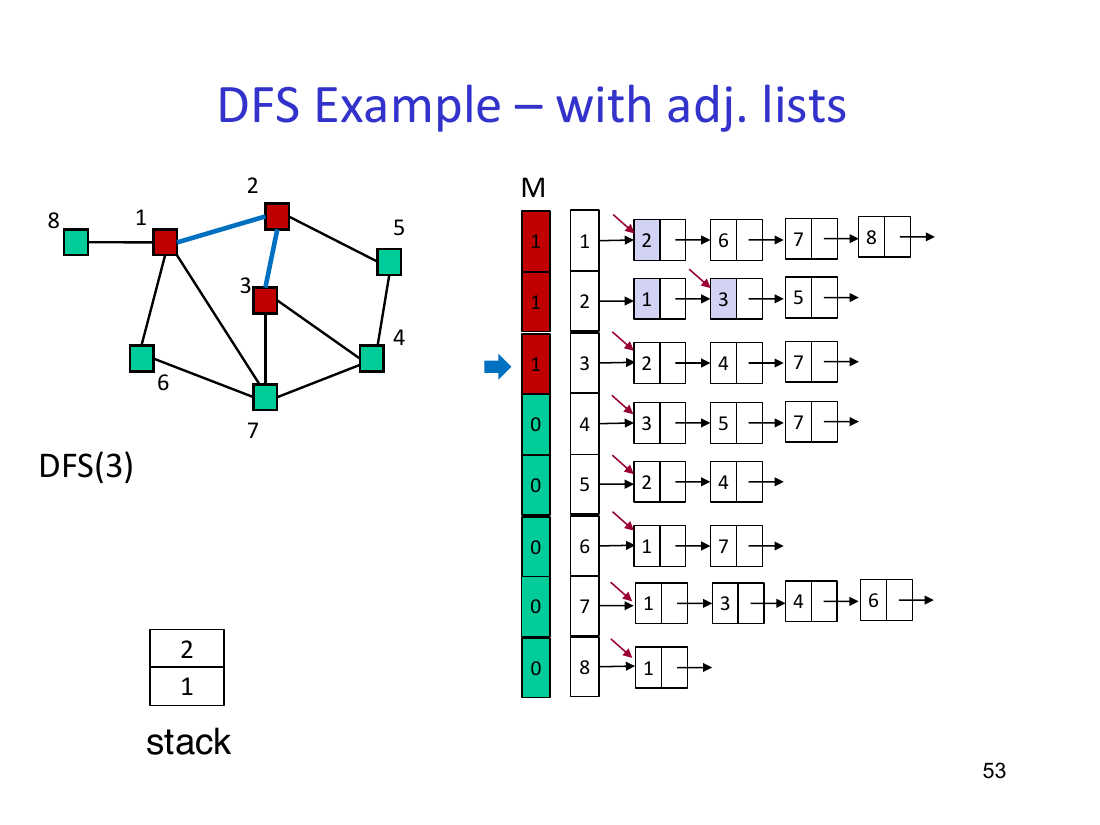 DFS Example – with adj. lists
M
2
8
1
5
3
4
6
7
DFS(3)
1 1 2 6 7 8
1 2 1 3 5
1 3 2 4 7
0 4 3 5 7
0 5 2 4
0 6 1 7
0 7 1 3 4 6
0 8 1
2
1
stack
53